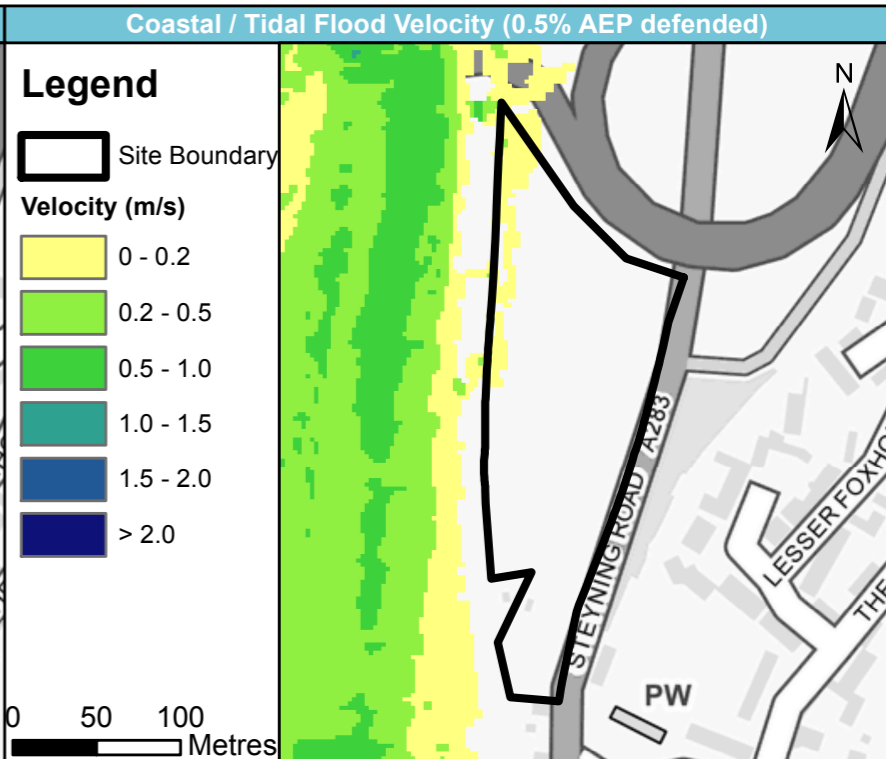 Coastal / Tidal Flood Velocity (0.5% AEP defended)
Legend
Site Boundary
Velocity (m/s)
0 - 0.2
0.2 - 0.5
0.5 - 1.0
1.0 - 1.5
1.5 - 2.0
> 2.0
0 50 100
Metres
N
STEYNING ROAD A283
LESSER FOXHO
THE
PW